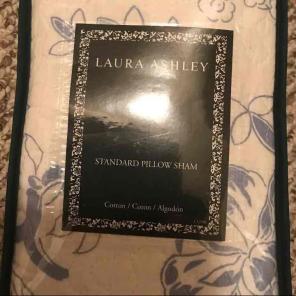 LAURA ASHLEY
STANDARD PILLOW SHAM
Cotton / Coton / Algodón